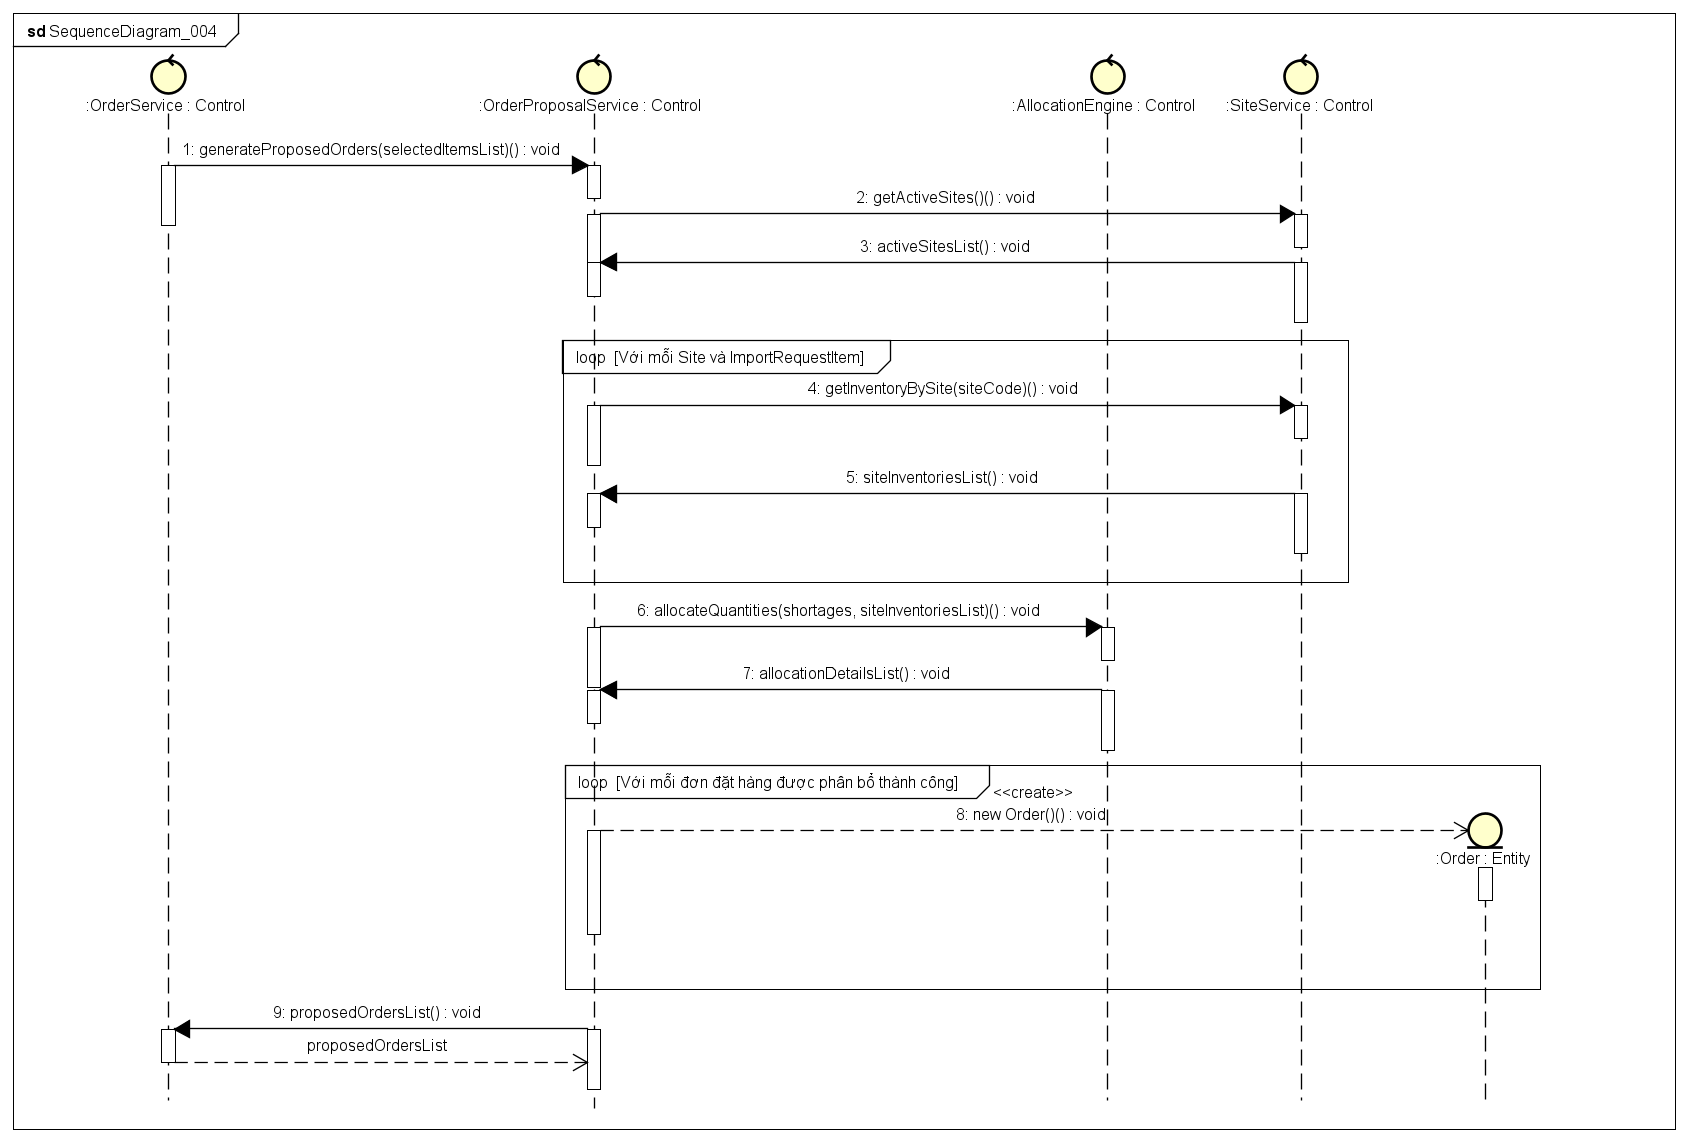 sd SequenceDiagram_004
:OrderService : Control
:OrderProposalService : Control
:AllocationEngine : Control
:SiteService : Control
1: generateProposedOrders(selectedItemsList)() : void
2: getActiveSites()() : void
3: activeSitesList() : void
loop [Với mỗi Site và ImportRequestItem]
4: getInventoryBySite(siteCode)() : void
5: siteInventoriesList() : void
6: allocateQuantities(shortages, siteInventoriesList)() : void
7: allocationDetailsList() : void
loop [Với mỗi đơn đặt hàng được phân bổ thành công]
<<create>>
8: new Order()() : void
:Order : Entity
9: proposedOrdersList() : void
proposedOrdersList